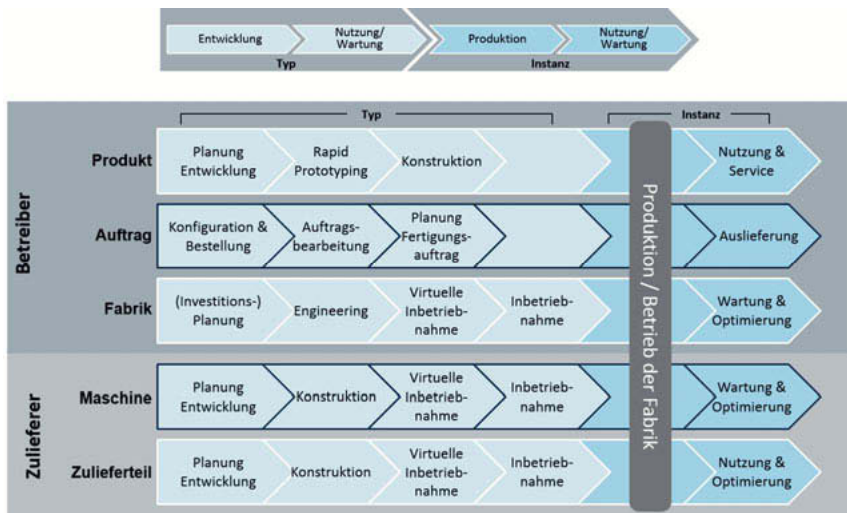 Entwicklung
Nutzung/
Wartung
Produktion
Nutzung/
Wartung
Typ
Instanz
Typ
Instanz
Betreiber
Produkt
Planung
Entwicklung
Rapid
Prototyping
Konstruktion
Nutzung &
Service
Auftrag
Konfiguration &
Bestellung
Auftrags-
bearbeitung
Planung
Fertigungs-
auftrag
Auslieferung
Fabrik
(Investitions-)
Planung
Engineering
Virtuelle
Inbetrieb-
nahme
Inbetrieb-
nahme
Wartung &
Optimierung
Produktion / Betrieb der Fabrik
Zulieferer
Maschine
Planung
Entwicklung
Konstruktion
Virtuelle
Inbetrieb-
nahme
Inbetrieb-
nahme
Wartung &
Optimierung
Zulieferteil
Planung
Entwicklung
Konstruktion
Virtuelle
Inbetrieb-
nahme
Inbetrieb-
nahme
Nutzung &
Optimierung